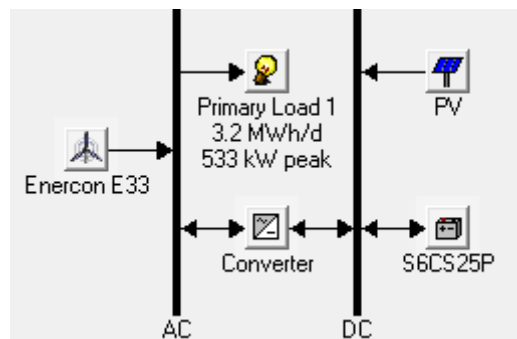 Primary Load 1
3.2 MWh/d
533 kW peak
PV
Enercon E33
Converter
S6CS25P
AC
DC